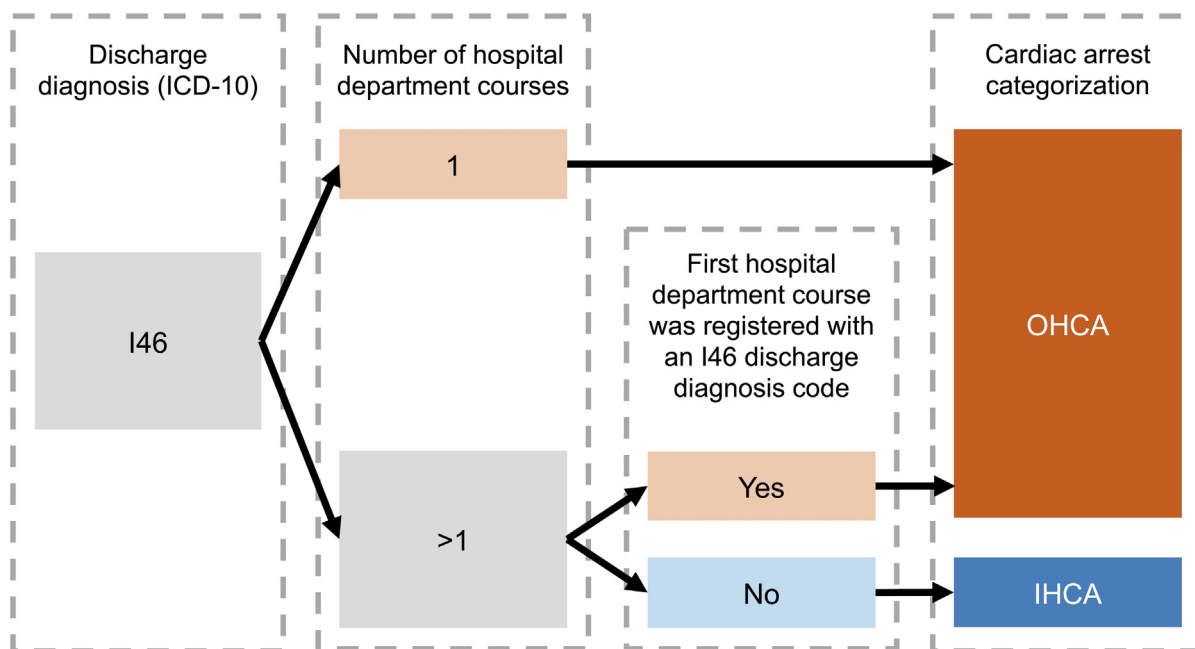 Discharge
diagnosis (ICD-10)
I46
Number of hospital
department courses
1
>1
First hospital
department course
was registered with
an I46 discharge
diagnosis code
Yes
No
Cardiac arrest
categorization
OHCA
IHCA